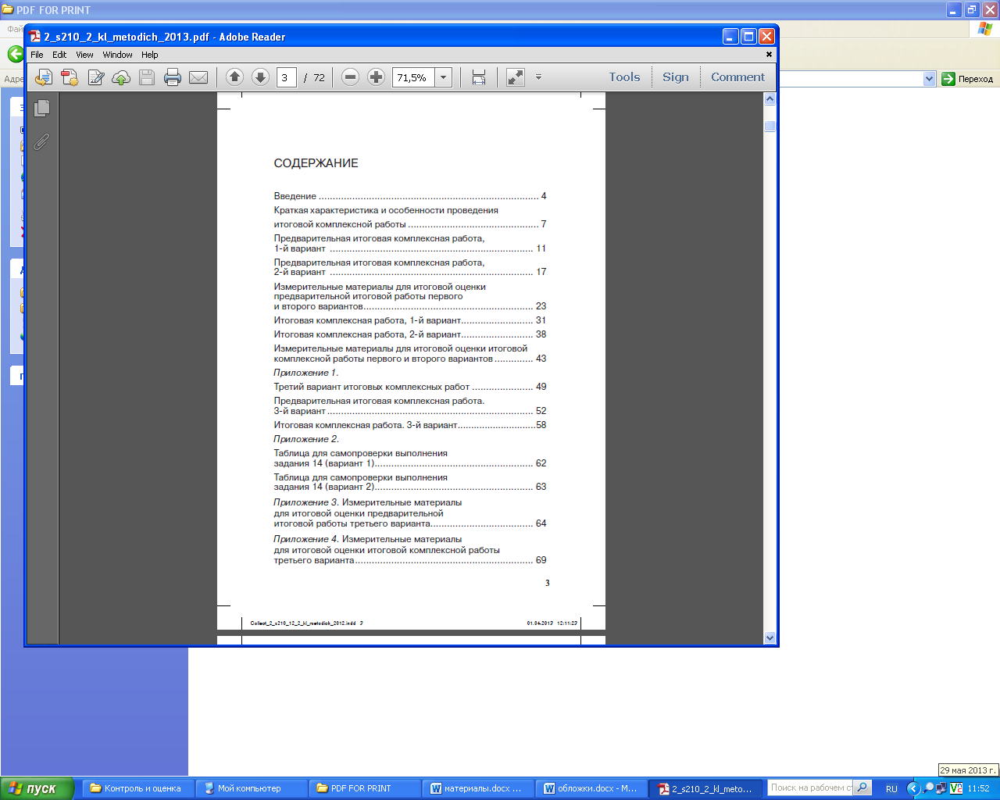 PDF FOR PRINT
2_s210_2_kl_metodich_2013.pdf - Adobe Reader
File Edit View Window Help
3 / 72 71,5% Tools Sign Comment
Переход
СОДЕРЖАНИЕ
Введение .......... 4
Краткая характеристика и особенности проведения
итоговой комплексной работы .......... 7
Предварительная итоговая комплексная работа,
1-й вариант .......... 11
Предварительная итоговая комплексная работа,
2-й вариант .......... 17
Измерительные материалы для итоговой оценки
предварительной итоговой работы первого
и второго вариантов .......... 23
Итоговая комплексная работа, 1-й вариант .......... 31
Итоговая комплексная работа, 2-й вариант .......... 38
Измерительные материалы для итоговой оценки итоговой
комплексной работы первого и второго вариантов .......... 43
Приложение 1.
Третий вариант итоговых комплексных работ .......... 49
Предварительная итоговая комплексная работа.
3-й вариант .......... 52
Итоговая комплексная работа. 3-й вариант .......... 58
Приложение 2.
Таблица для самопроверки выполнения
задания 14 (вариант 1) .......... 62
Таблица для самопроверки выполнения
задания 14 (вариант 2) .......... 63
Приложение 3. Измерительные материалы
для итоговой оценки предварительной
итоговой работы третьего варианта .......... 64
Приложение 4. Измерительные материалы
для итоговой оценки итоговой комплексной работы
третьего варианта .......... 69
3
Collect_2_s210_12_2_kl_metodich_2012.indd 3 01.04.2013 12:11:23
29 мая 2013 г.
пуск Контроль и оценка Мой компьютер PDF FOR PRINT материалы.docx ... обложки.docx - M... 2_s210_2_kl_meto... Поиск на рабочем ст RU 11:52